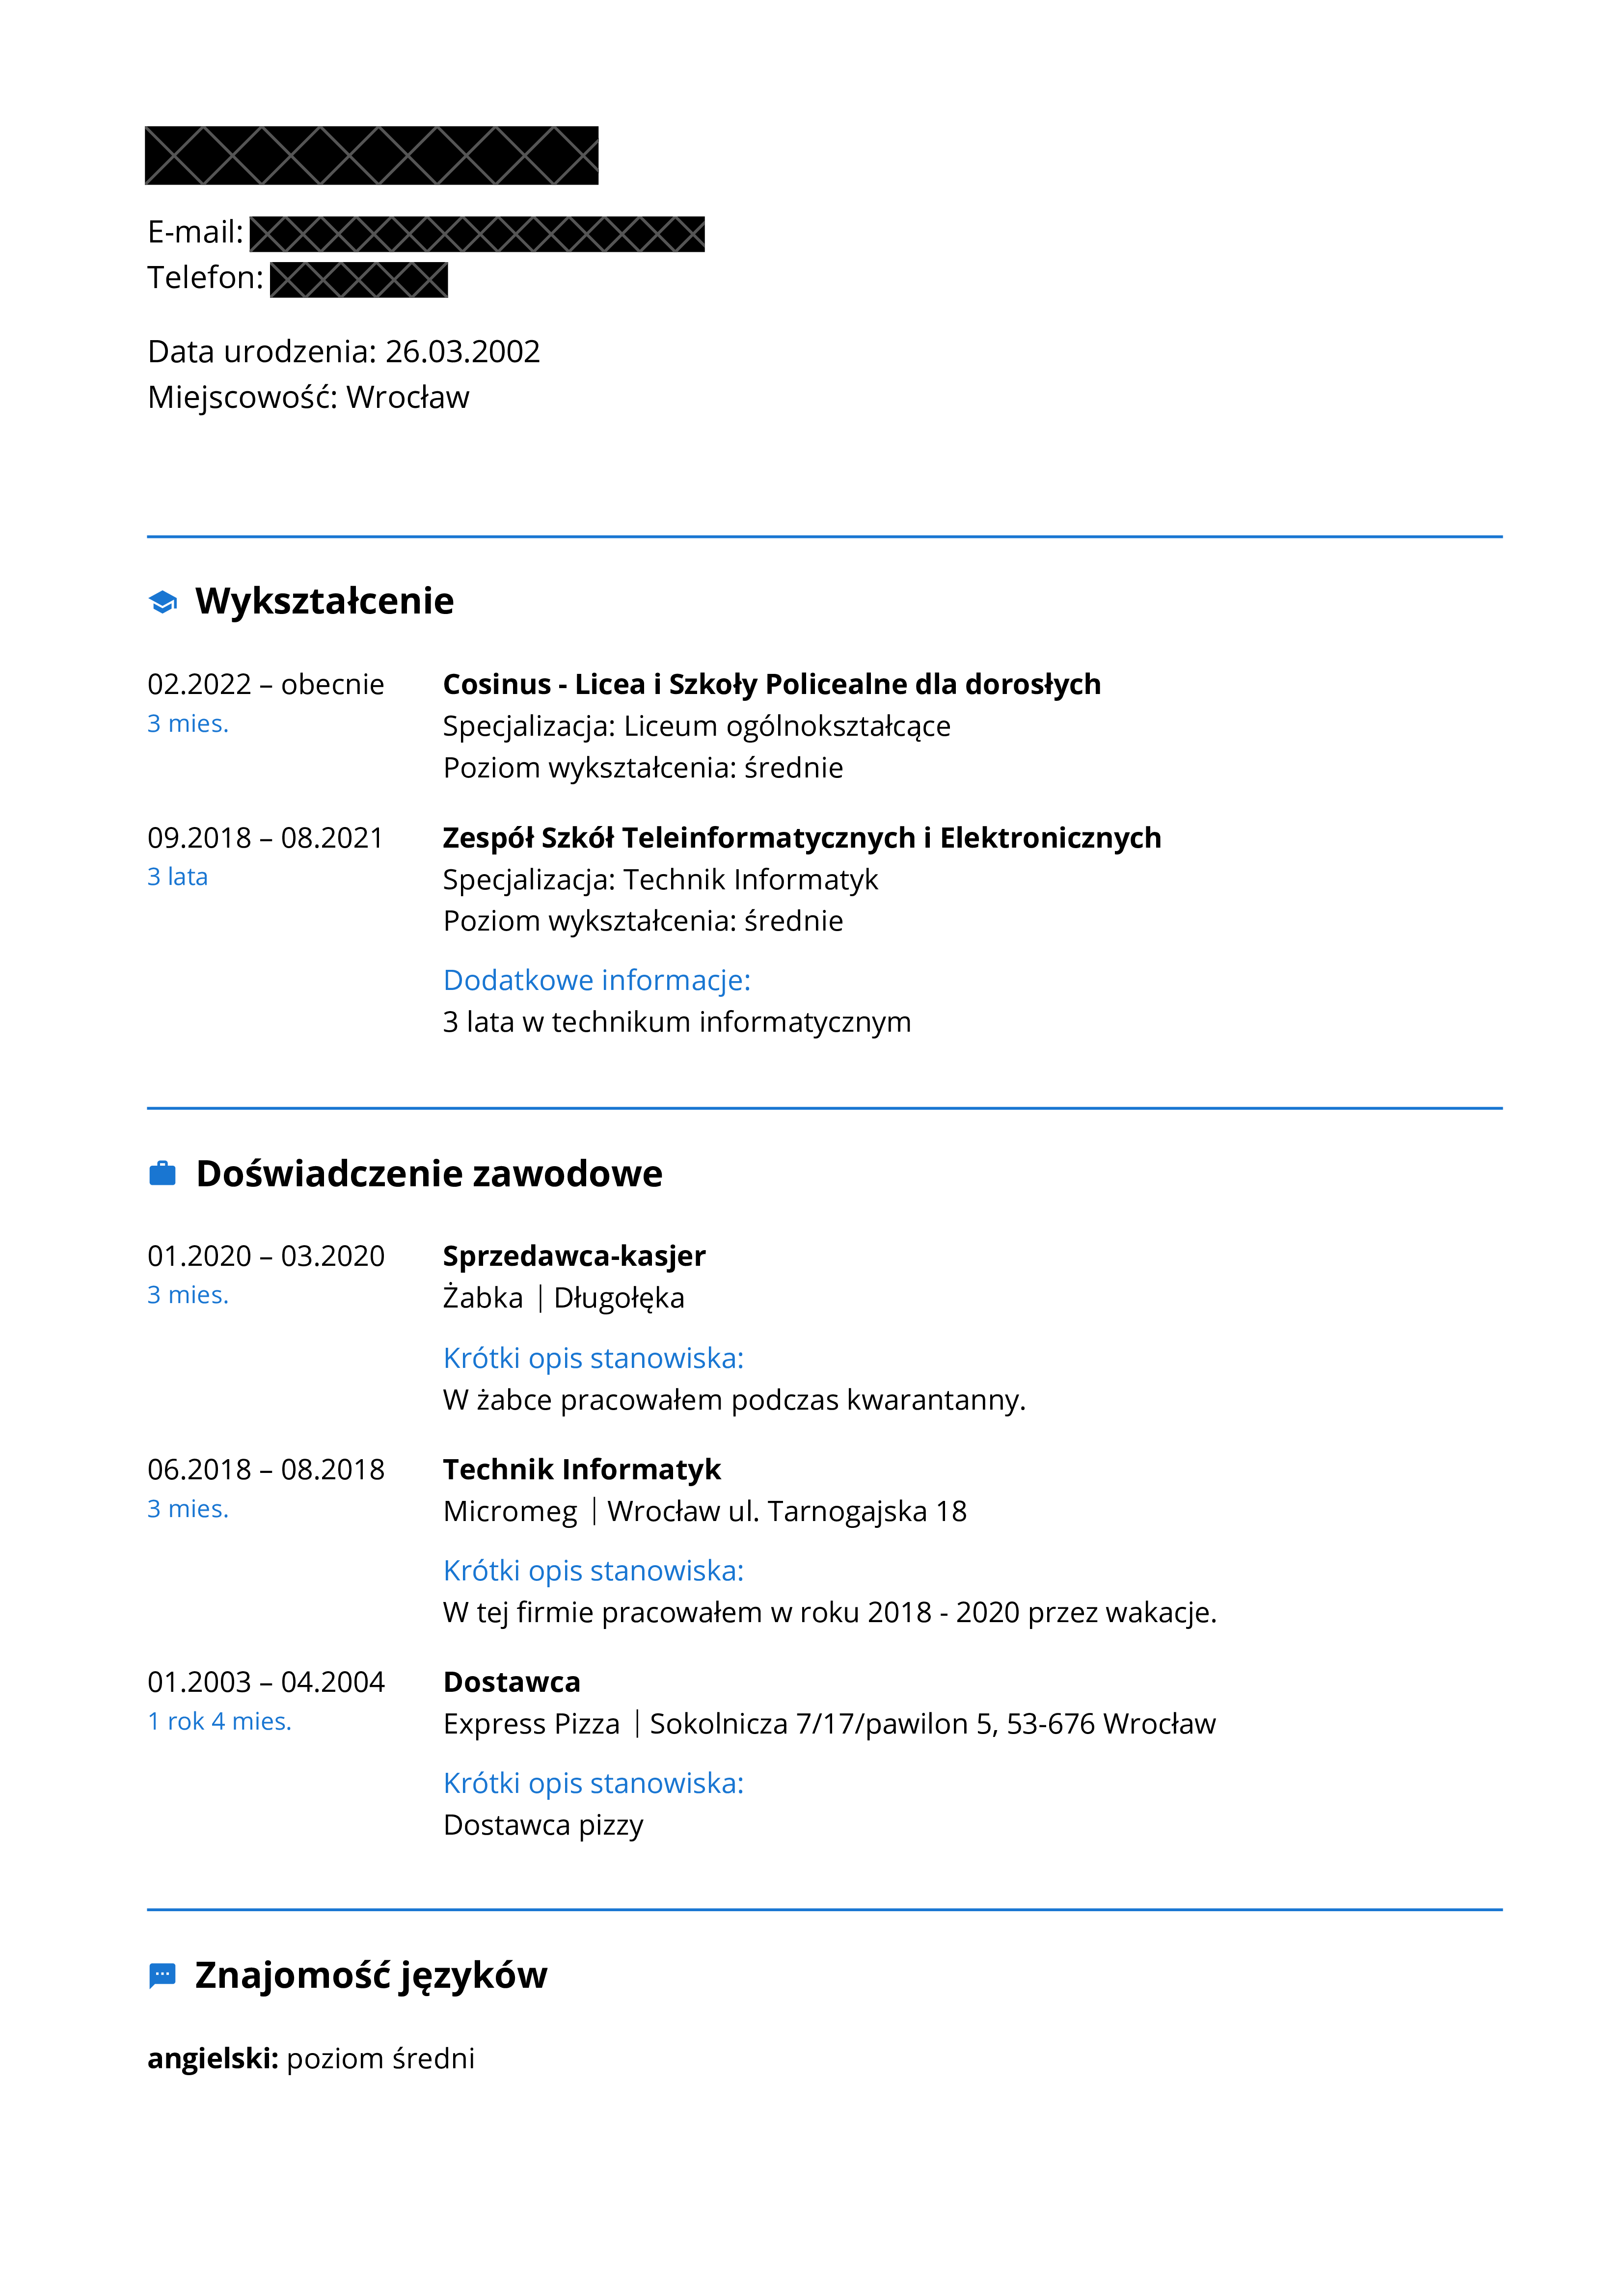 E-mail:
Telefon:
Data urodzenia: 26.03.2002
Miejscowość: Wrocław
Wykształcenie
02.2022 – obecnie
3 mies.
Cosinus - Licea i Szkoły Policealne dla dorosłych
Specjalizacja: Liceum ogólnokształcące
Poziom wykształcenia: średnie
09.2018 – 08.2021
3 lata
Zespół Szkół Teleinformatycznych i Elektronicznych
Specjalizacja: Technik Informatyk
Poziom wykształcenia: średnie
Dodatkowe informacje:
3 lata w technikum informatycznym
Doświadczenie zawodowe
01.2020 – 03.2020
3 mies.
Sprzedawca-kasjer
Żabka | Długołęka
Krótki opis stanowiska:
W żabce pracowałem podczas kwarantanny.
06.2018 – 08.2018
3 mies.
Technik Informatyk
Micromeg | Wrocław ul. Tarnogajska 18
Krótki opis stanowiska:
W tej firmie pracowałem w roku 2018 - 2020 przez wakacje.
01.2003 – 04.2004
1 rok 4 mies.
Dostawca
Express Pizza | Sokolnicza 7/17/pawilon 5, 53-676 Wrocław
Krótki opis stanowiska:
Dostawca pizzy
Znajomość języków
angielski: poziom średni